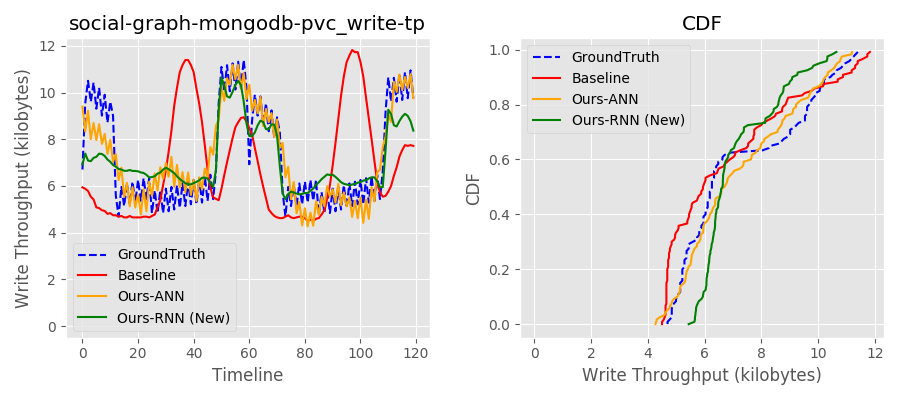 social-graph-mongodb-pvc_write-tp
Write Throughput (kilobytes)
12
10
8
6
4
2
0
GroundTruth
Baseline
Ours-ANN
Ours-RNN (New)
0 20 40 60 80 100 120
Timeline
CDF
CDF
1.0
0.8
0.6
0.4
0.2
0.0
GroundTruth
Baseline
Ours-ANN
Ours-RNN (New)
0 2 4 6 8 10 12
Write Throughput (kilobytes)